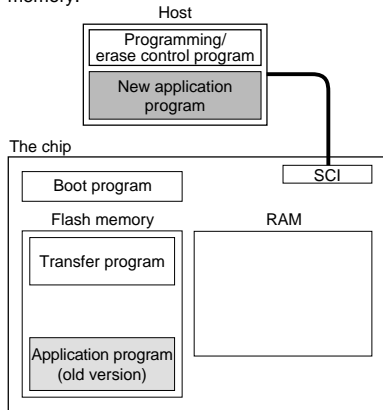 memory.
Host
Programming/
erase control program
New application
program
The chip
SCI
Boot program
Flash memory
RAM
Transfer program
Application program
(old version)